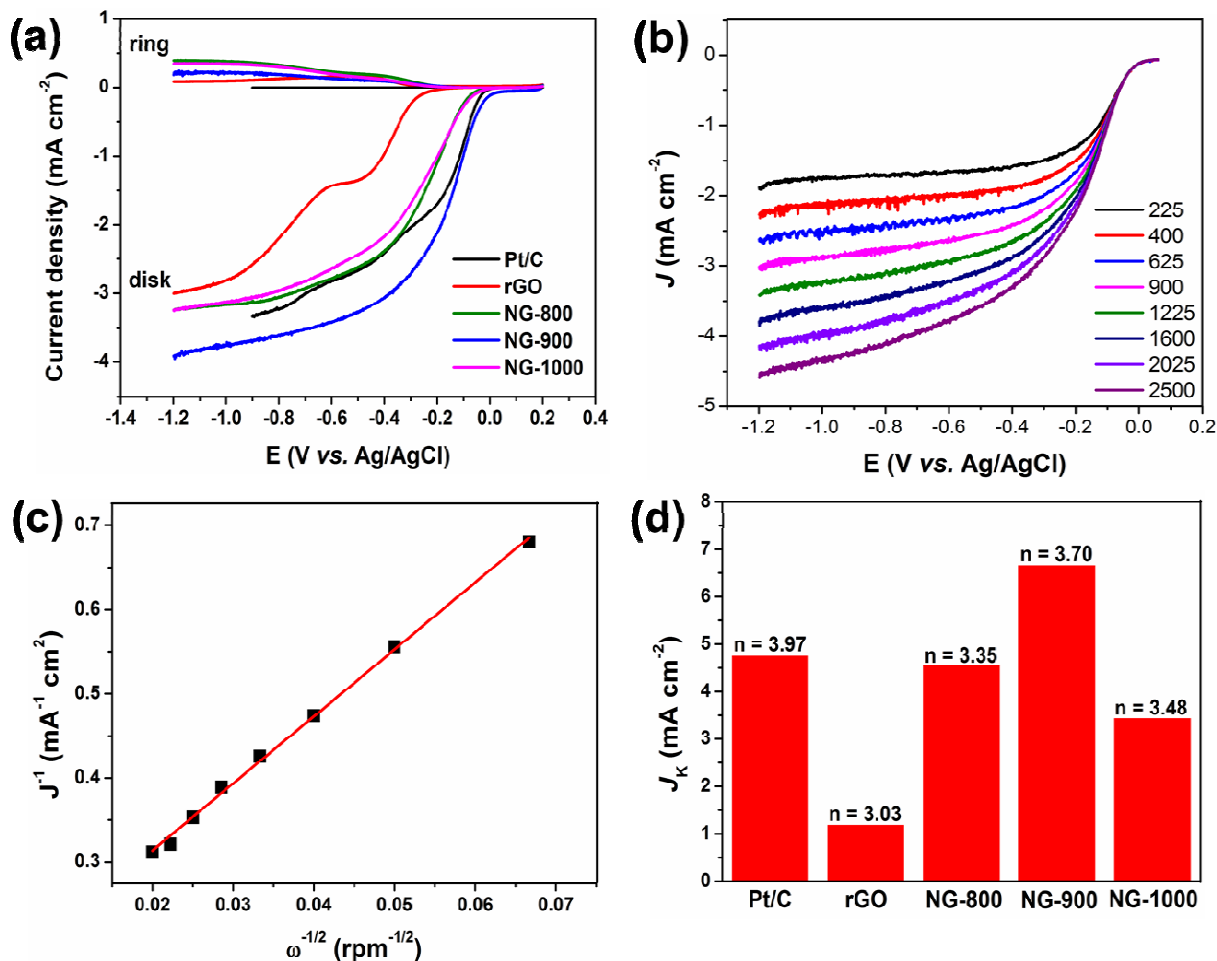 (a)
ring
disk
Pt/C
rGO
NG-800
NG-900
NG-1000
1
0
-1
-2
-3
-4
Current density (mA cm⁻²)
-1.4 -1.2 -1.0 -0.8 -0.6 -0.4 -0.2 0.0 0.2 0.4
E (V vs. Ag/AgCl)
(b)
0
-1
-2
-3
-4
-5
J (mA cm⁻²)
225
400
625
900
1225
1600
2025
2500
-1.2 -1.0 -0.8 -0.6 -0.4 -0.2 0.0 0.2
E (V vs. Ag/AgCl)
(c)
0.7
0.6
0.5
0.4
0.3
J⁻¹ (mA⁻¹ cm²)
0.02 0.03 0.04 0.05 0.06 0.07
ω⁻¹/² (rpm⁻¹/²)
(d)
8
7
6
5
4
3
2
1
0
J_K (mA cm⁻²)
n = 3.97
n = 3.03
n = 3.35
n = 3.70
n = 3.48
Pt/C rGO NG-800 NG-900 NG-1000